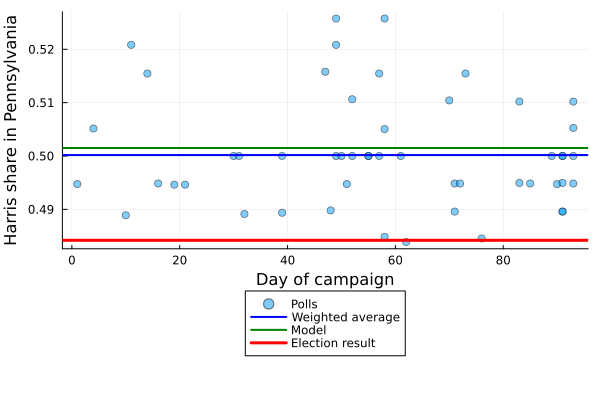 Harris share in Pennsylvania
0.52
0.51
0.50
0.49
0
20
40
60
80
Day of campaign
Polls
Weighted average
Model
Election result